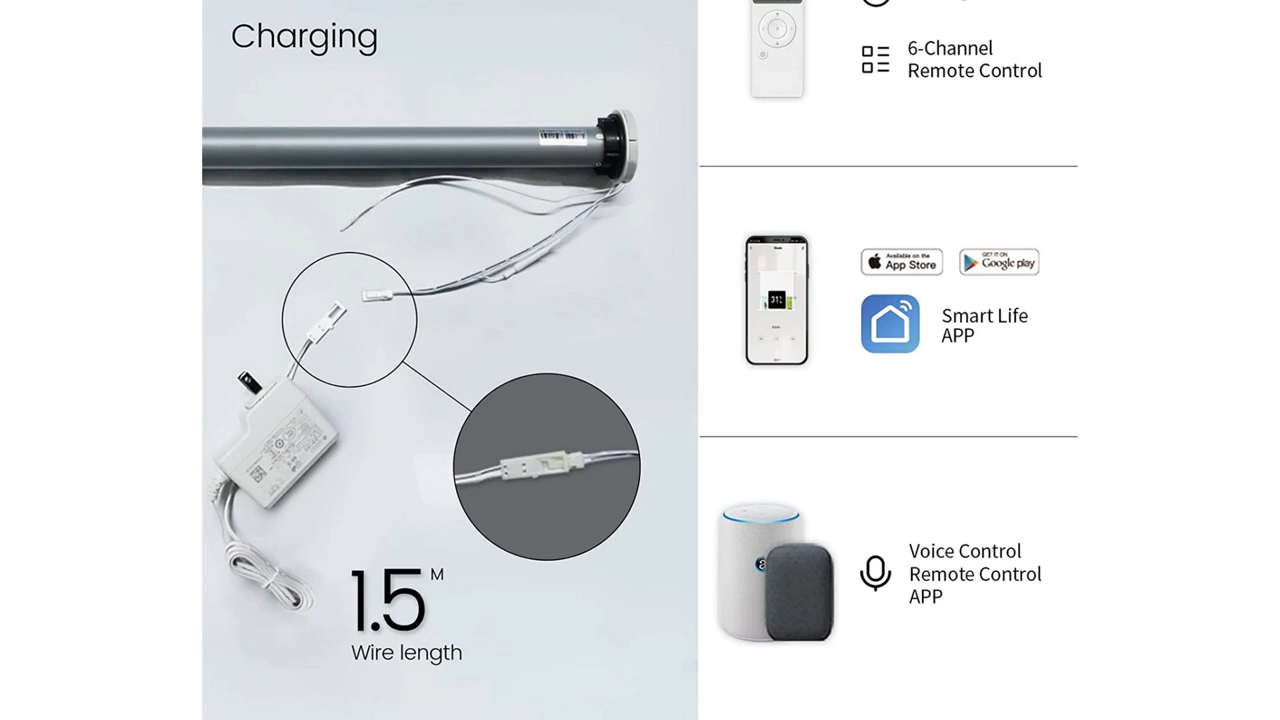 Charging
1.5 M
Wire length
6-Channel
Remote Control
31%
Available on the
App Store
GET IT ON
Google play
Smart Life
APP
Voice Control
Remote Control
APP